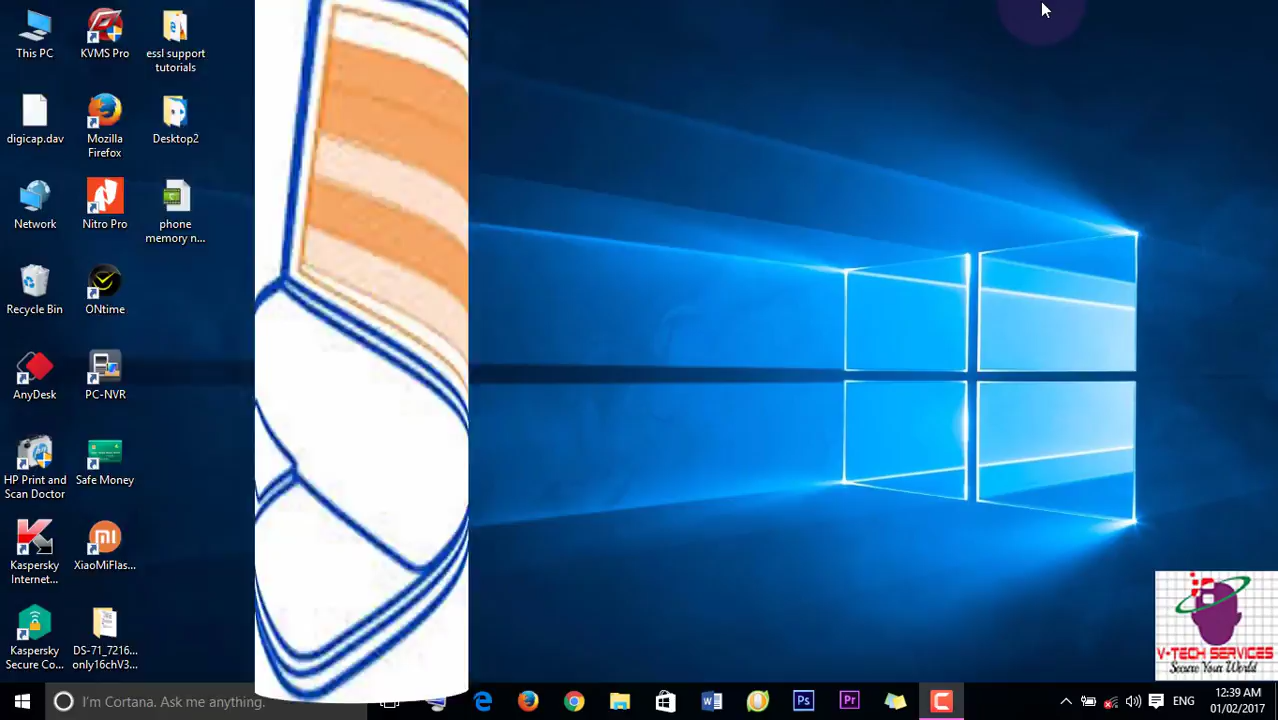 This PC
KVMS Pro
essl support
tutorials
digicap.dav
Mozilla
Firefox
Desktop2
Network
Nitro Pro
phone
memory n...
Recycle Bin
ONtime
AnyDesk
PC-NVR
HP Print and
Scan Doctor
Safe Money
Kaspersky
Internet...
XiaoMiFlas...
Kaspersky
Secure Co...
DS-71_7216...
only16chV3...
V-TECH SERVICES
Secure Your World
I'm Cortana. Ask me anything.
Ps
Pr
ENG
12:39 AM
01/02/2017